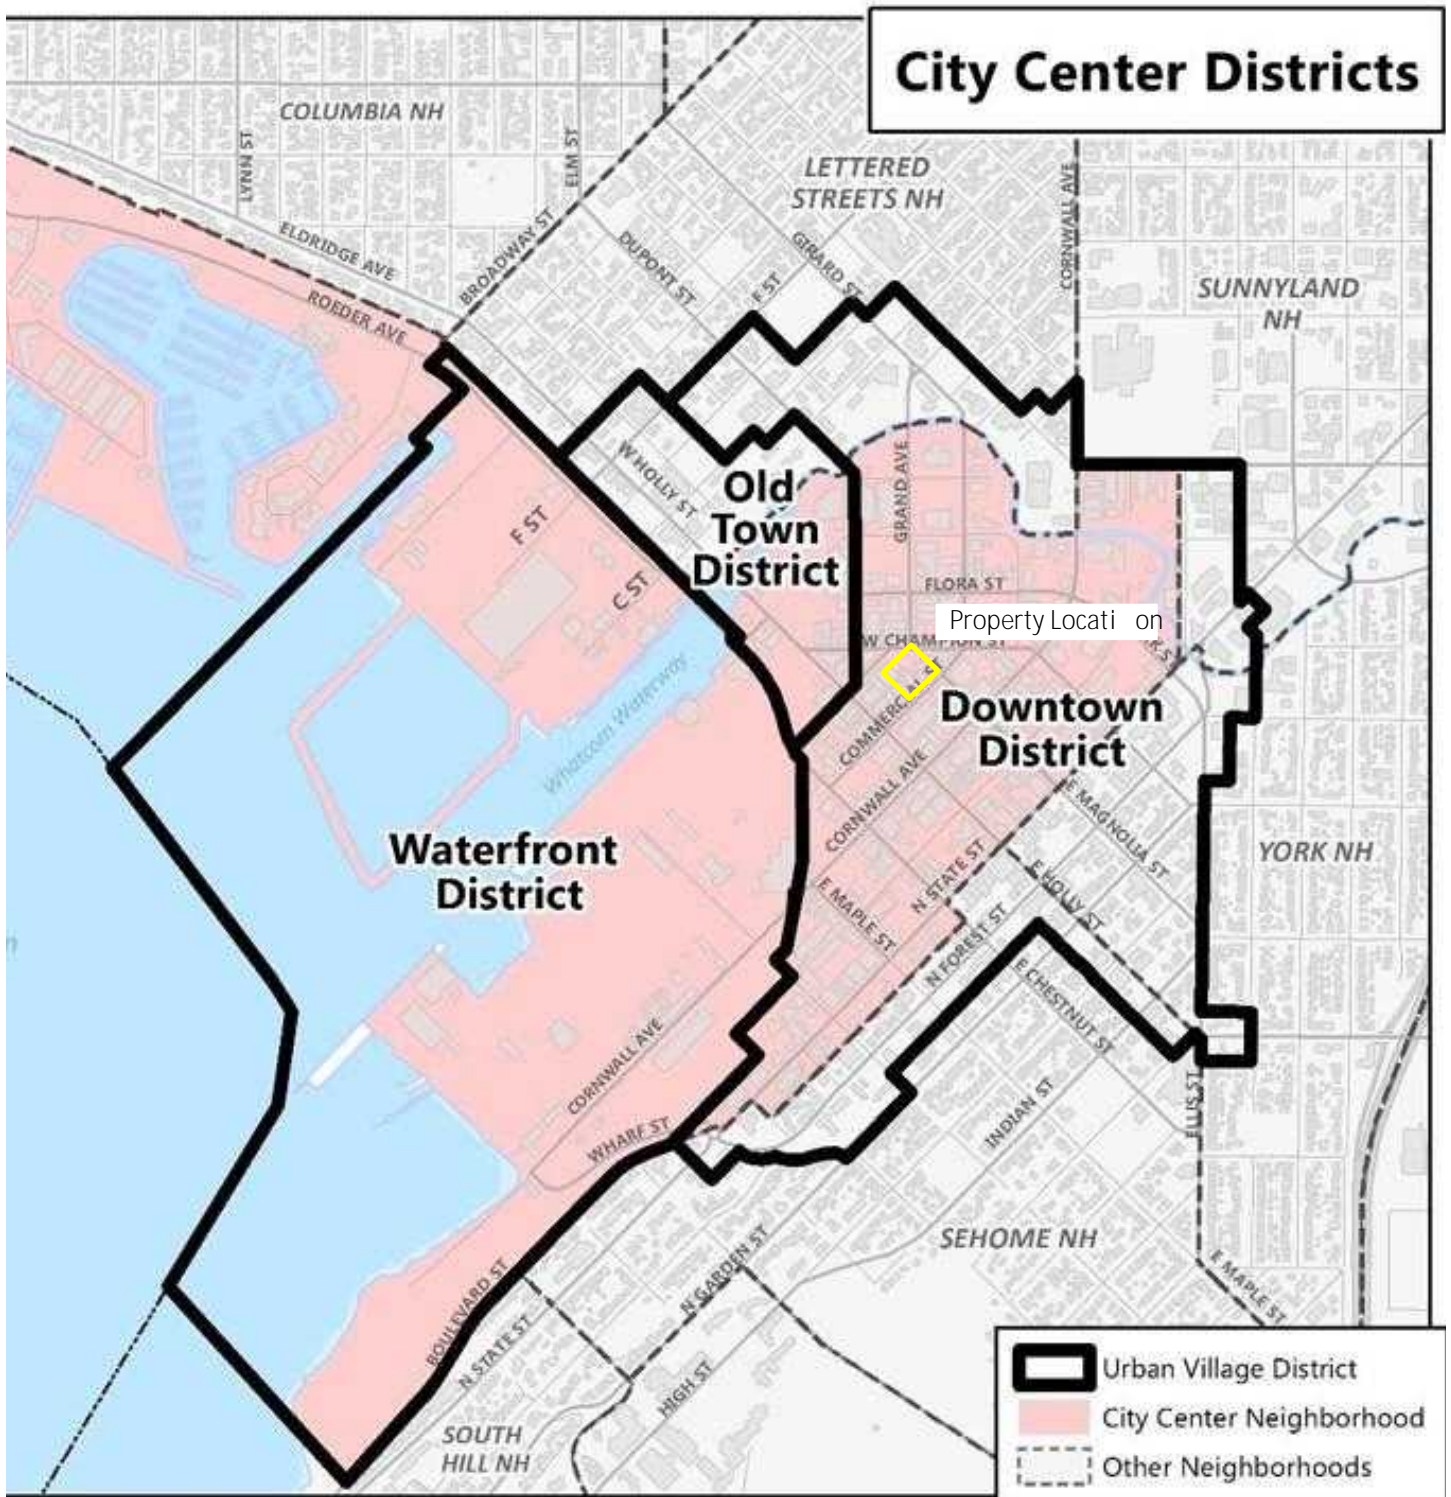 City Center Districts
COLUMBIA NH
LYNN ST
ELM ST
LETTERED
STREETS NH
CORNWALL AVE
ELDRIDGE AVE
BROADWAY ST
DUPONT ST
F ST
GIRARD ST
SUNNYLAND
NH
ROEDER AVE
W HOLLY ST
Old
Town
District
GRAND AVE
F ST
C ST
FLORA ST
Property Locati on
W CHAMPION ST
COMMERCIAL ST
Downtown
District
Whatcom Waterway
CORNWALL AVE
E MAGNOLIA ST
Waterfront
District
YORK NH
N STATE ST
E HOLLY ST
E MAPLE ST
N FOREST ST
E CHESTNUT ST
CORNWALL AVE
INDIAN ST
ELLIS ST
WHARF ST
SEHOME NH
N GARDEN ST
BOULEVARD ST
E MAPLE ST
N STATE ST
HIGH ST
SOUTH
HILL NH
Urban Village District
City Center Neighborhood
Other Neighborhoods